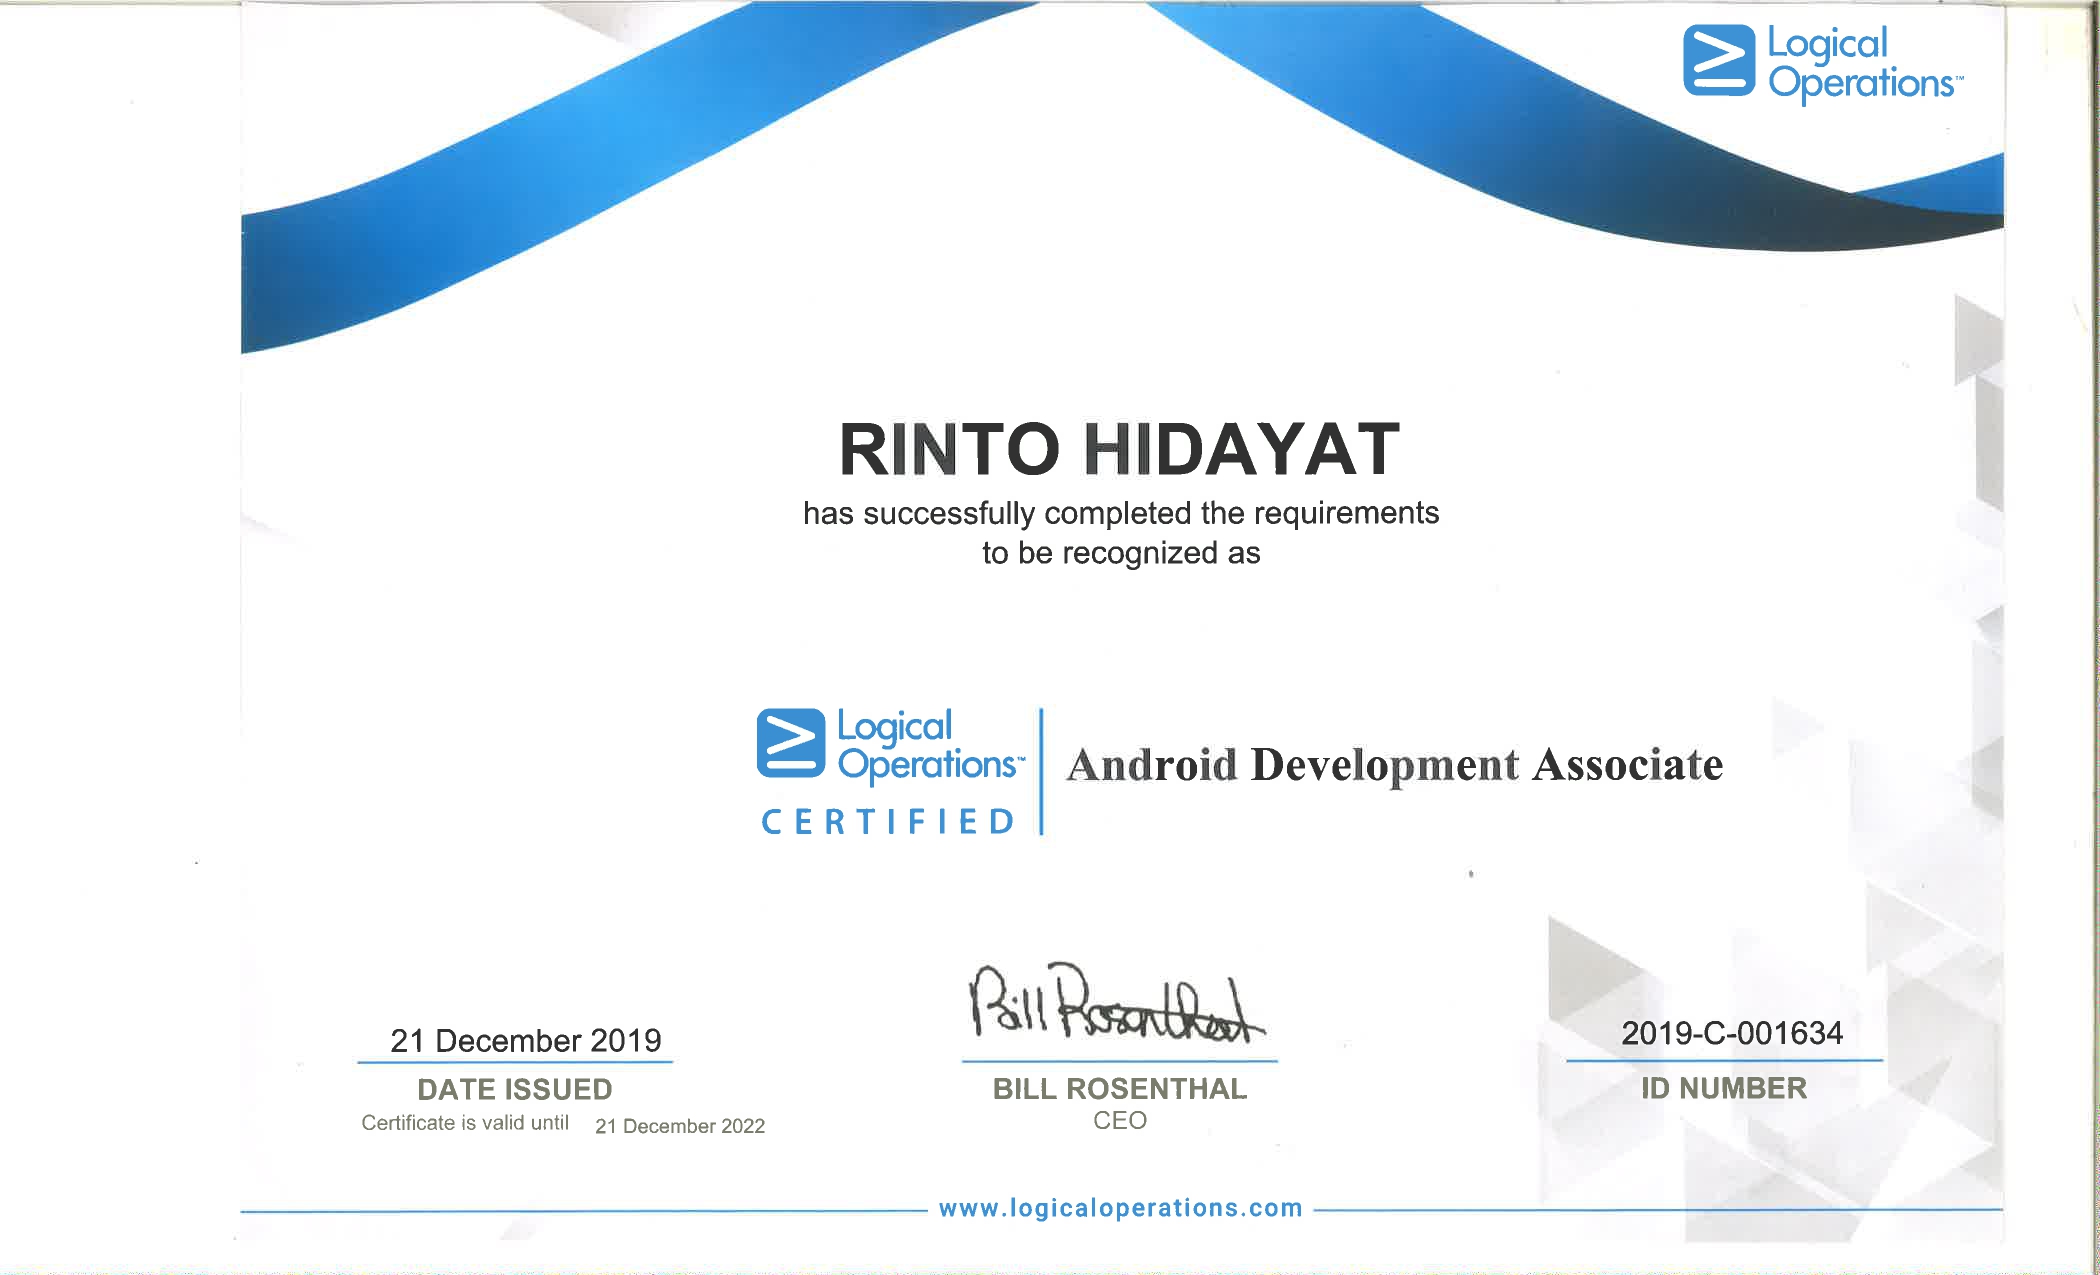 Logical
Operations™
RINTO HIDAYAT
has successfully completed the requirements
to be recognized as
Logical
Operations™
CERTIFIED
Android Development Associate
Bill Rosenthal
21 December 2019
2019-C-001634
DATE ISSUED
BILL ROSENTHAL
ID NUMBER
Certificate is valid until 21 December 2022
CEO
www.logicaloperations.com